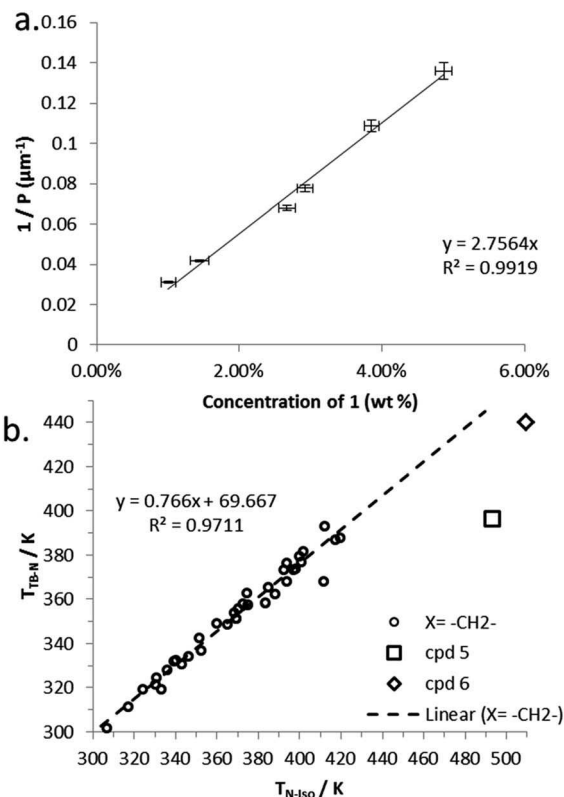 a.
0.16
0.14
0.12
0.1
0.08
0.06
0.04
0.02
0
1 / P (µm⁻¹)
y = 2.7564x
R² = 0.9919
0.00%
2.00%
4.00%
6.00%
Concentration of 1 (wt %)
b.
440
420
400
380
360
340
320
300
T_TB-N / K
y = 0.766x + 69.667
R² = 0.9711
X= -CH2-
cpd 5
cpd 6
Linear (X= -CH2-)
300 320 340 360 380 400 420 440 460 480 500
T_N-Iso / K